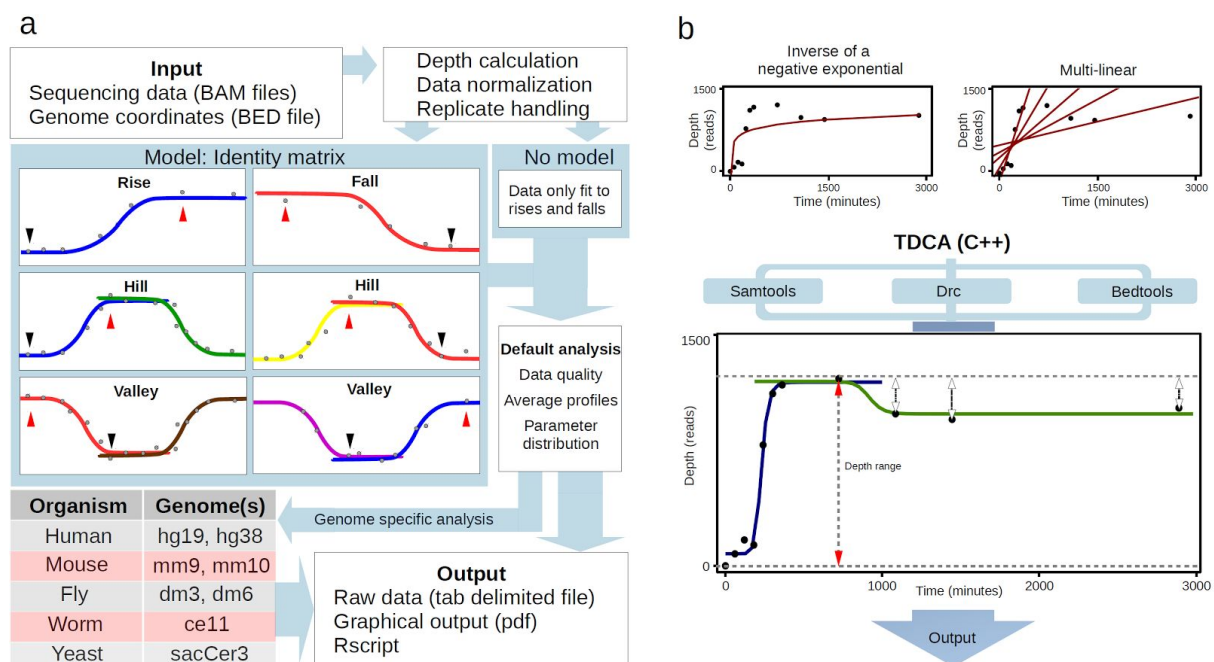 a
Input
Sequencing data (BAM files)
Genome coordinates (BED file)
Depth calculation
Data normalization
Replicate handling
Model: Identity matrix
Rise
Fall
Hill
Hill
Valley
Valley
No model
Data only fit to
rises and falls
Default analysis
Data quality
Average profiles
Parameter
distribution
Genome specific analysis
Organism Genome(s)
Human hg19, hg38
Mouse mm9, mm10
Fly dm3, dm6
Worm ce11
Yeast sacCer3
Output
Raw data (tab delimited file)
Graphical output (pdf)
Rscript
b
Inverse of a
negative exponential
1500
0
Depth
(reads)
0 1500 3000
Time (minutes)
Multi-linear
1500
0
Depth
(reads)
0 1500 3000
Time (minutes)
TDCA (C++)
Samtools
Drc
Bedtools
1500
0
Depth (reads)
Depth range
0 1000 2000 3000
Time (minutes)
Output